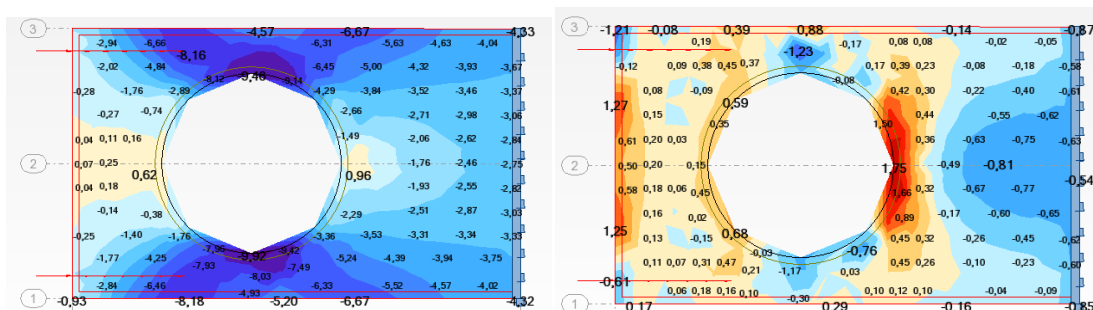 3 -4,57 -6,67 -4,33
-2,94 -6,66 -6,31 -5,63 -4,63 -4,04
-8,16
-2,02 -4,84 -8,12 -9,48 -9,14 -6,45 -5,00 -4,32 -3,93 -3,67
-0,28 -1,76 -2,89 -4,29 -3,84 -3,52 -4,46 -3,37
-0,27 -0,74 -2,66 -2,71 -2,98 -3,06
0,04 0,11 0,16 -1,49 -2,06 -2,62 -2,84
2 0,07 0,25 -1,76 -2,46 -2,75
0,62 0,96
0,04 0,18 -1,93 -2,55 -2,82
-0,14 -0,38 -2,29 -2,51 -2,87 -3,03
-0,25 -1,40 -1,76 -3,36 -3,53 -3,31 -3,34 -3,33
-1,77 -4,25 -7,96 -9,92 -9,42 -5,24 -4,39 -3,94 -3,75
-7,93 -8,03 -7,49
-2,84 -6,46 -4,93 -6,67 -5,57 -4,57 -4,02
1 -0,93 -8,18 -5,20 -6,67 -4,32
3 -1,21 -0,08 0,39 0,88 -0,14 -0,87
0,19 -0,17 0,08 0,08 -0,02 -0,05
-1,23
-0,12 0,09 0,38 0,45 0,37 -0,08 0,17 0,39 0,23 -0,08 -0,18 -0,58
0,08 -0,09 0,42 0,30 -0,22 -0,40 -0,61
1,27 0,59
0,15 0,35 1,50 0,44 -0,55 -0,62
0,61 0,20 0,03 0,36 -0,63 -0,75
2 0,50 0,20 0,15 1,75 -0,49 -0,81
0,58 0,18 0,06 0,45 1,66 0,32 -0,67 -0,77 -0,54
0,16 0,02 0,89 -0,17 -0,60 -0,65
1,25 0,68
0,13 -0,15 0,45 0,32 -0,26 -0,40 -0,62
-0,03 -0,76
0,11 0,07 0,31 0,47 0,21 -1,17 0,03 0,45 0,26 -0,10 -0,23 -0,60
-0,61
0,06 0,18 0,16 0,10 -0,30 0,10 0,12 0,10 -0,04 -0,09
1 0,17 0,29 -0,16 -0,85